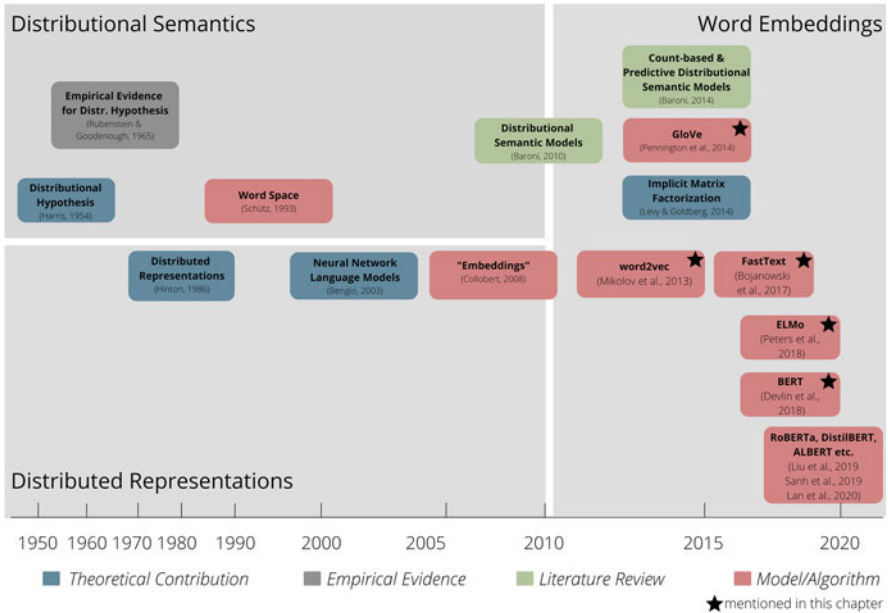 Distributional Semantics
Word Embeddings
Empirical Evidence
for Distr. Hypothesis
(Rubenstein &
Goodenough, 1965)
Count-based &
Predictive Distributional
Semantic Models
(Baroni, 2014)
Distributional
Semantic Models
(Baroni, 2010)
GloVe
(Pennington et al., 2014)
Distributional
Hypothesis
(Harris, 1954)
Word Space
(Schütz, 1993)
Implicit Matrix
Factorization
(Levy & Goldberg, 2014)
Distributed
Representations
(Hinton, 1986)
Neural Network
Language Models
(Bengio, 2003)
"Embeddings"
(Collobert, 2008)
word2vec
(Mikolov et al., 2013)
FastText
(Bojanowski
et al., 2017)
ELMo
(Peters et al.,
2018)
BERT
(Devlin et al.,
2018)
RoBERTa, DistilBERT,
ALBERT etc.
(Liu et al., 2019
Sanh et al., 2019
Lan et al., 2020)
Distributed Representations
1950 1960 1970 1980 1990 2000 2005 2010 2015 2020
Theoretical Contribution Empirical Evidence Literature Review Model/Algorithm
mentioned in this chapter